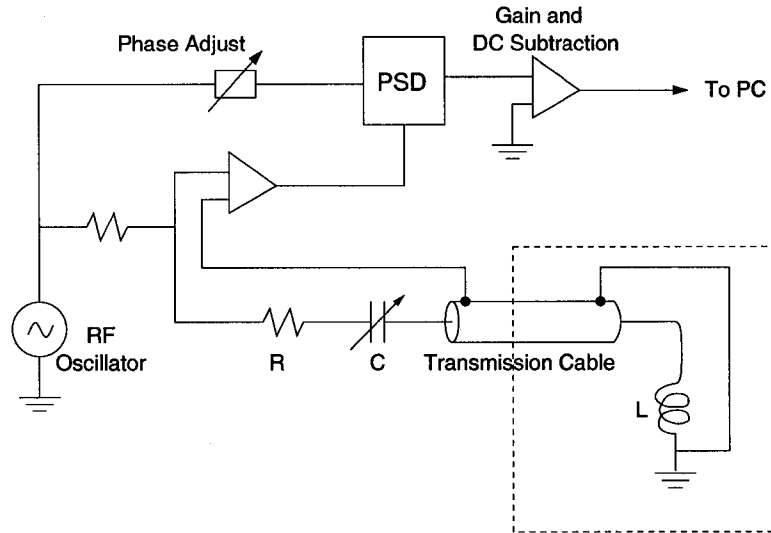 Gain and
DC Subtraction
Phase Adjust
PSD
To PC
RF
Oscillator
R
C
Transmission Cable
L